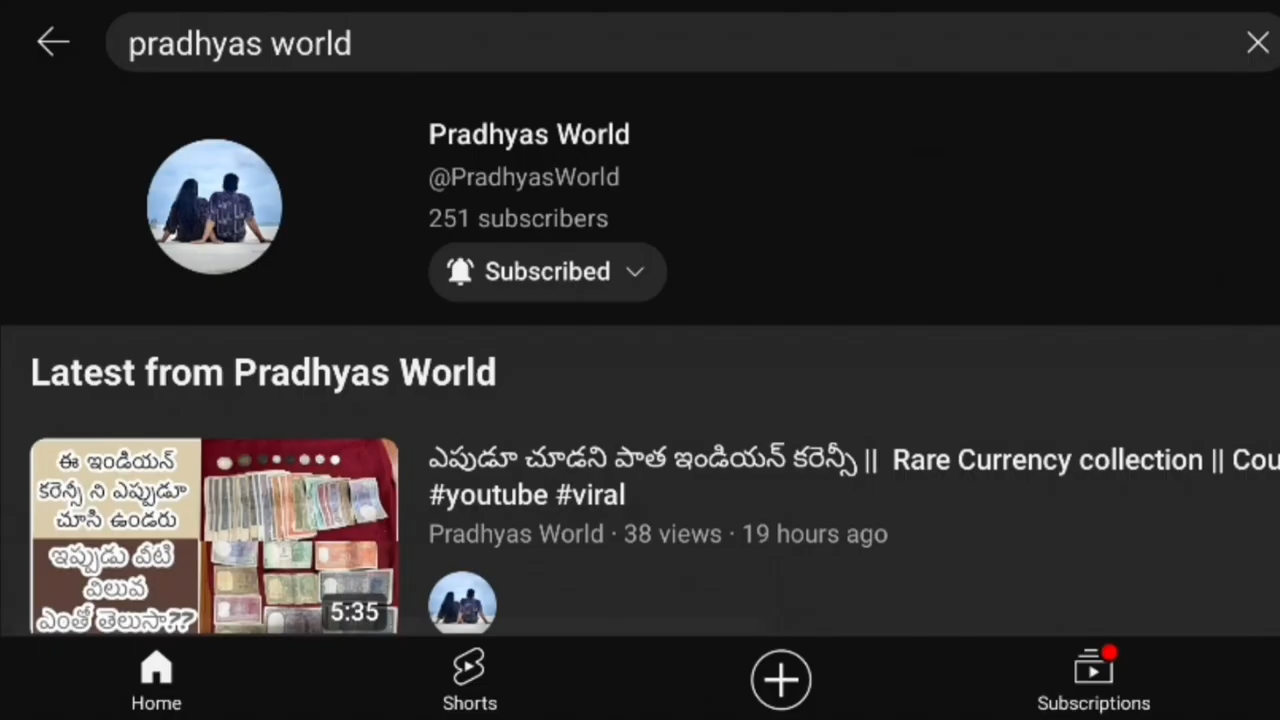 pradhyas world
Pradhyas World
@PradhyasWorld
251 subscribers
Subscribed
Latest from Pradhyas World
ఈ ఇండియన్
కరెన్సీ ని ఎప్పుడూ
చూసి ఉండరు
ఇప్పుడు వీటి
విలువ
ఎంతో తెలుసా??
5:35
ఎపుడూ చూడని పాత ఇండియన్ కరెన్సీ || Rare Currency collection || Cou
#youtube #viral
Pradhyas World · 38 views · 19 hours ago
Home
Shorts
Subscriptions